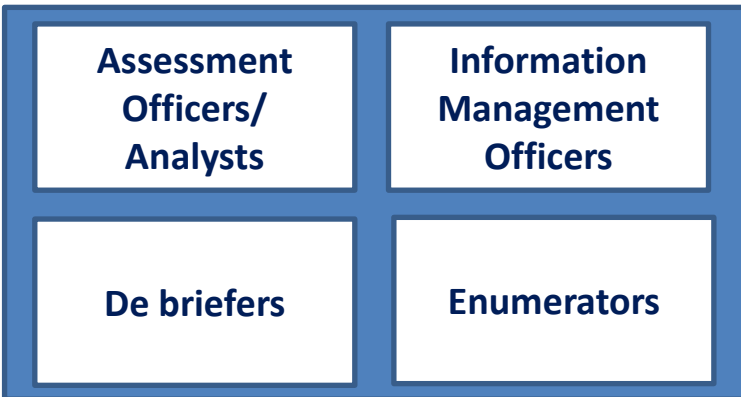 Assessment
Officers/
Analysts
Information
Management
Officers
De briefers
Enumerators